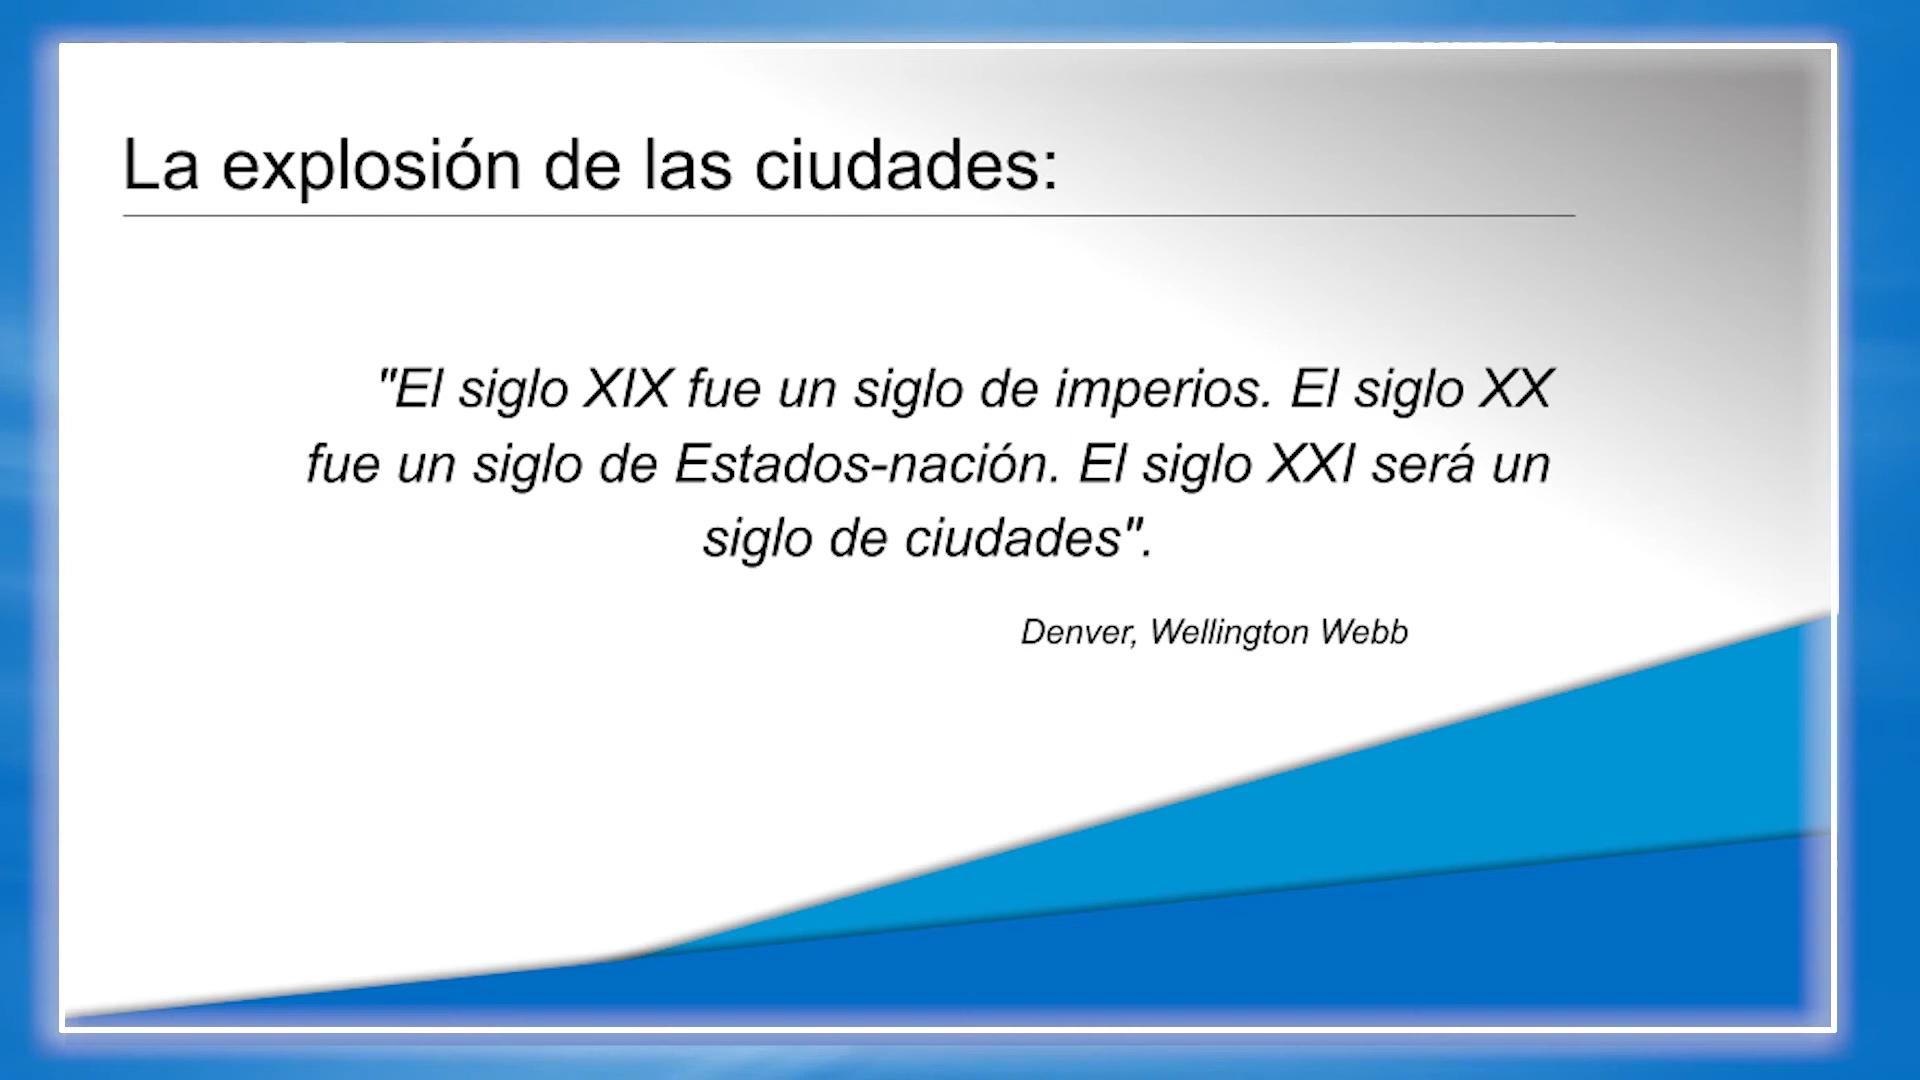 La explosión de las ciudades:
"El siglo XIX fue un siglo de imperios. El siglo XX
fue un siglo de Estados-nación. El siglo XXI será un
siglo de ciudades".
Denver, Wellington Webb